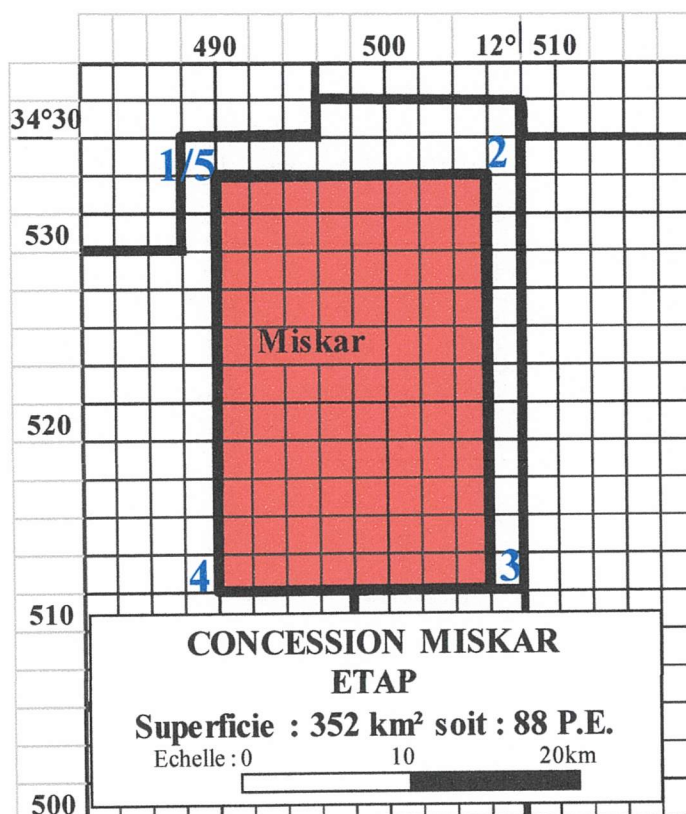 490 500 12° 510
34°30
1/5 2
530
Miskar
520
4 3
510
CONCESSION MISKAR
ETAP
Superficie : 352 km² soit : 88 P.E.
Echelle : 0 10 20km
500